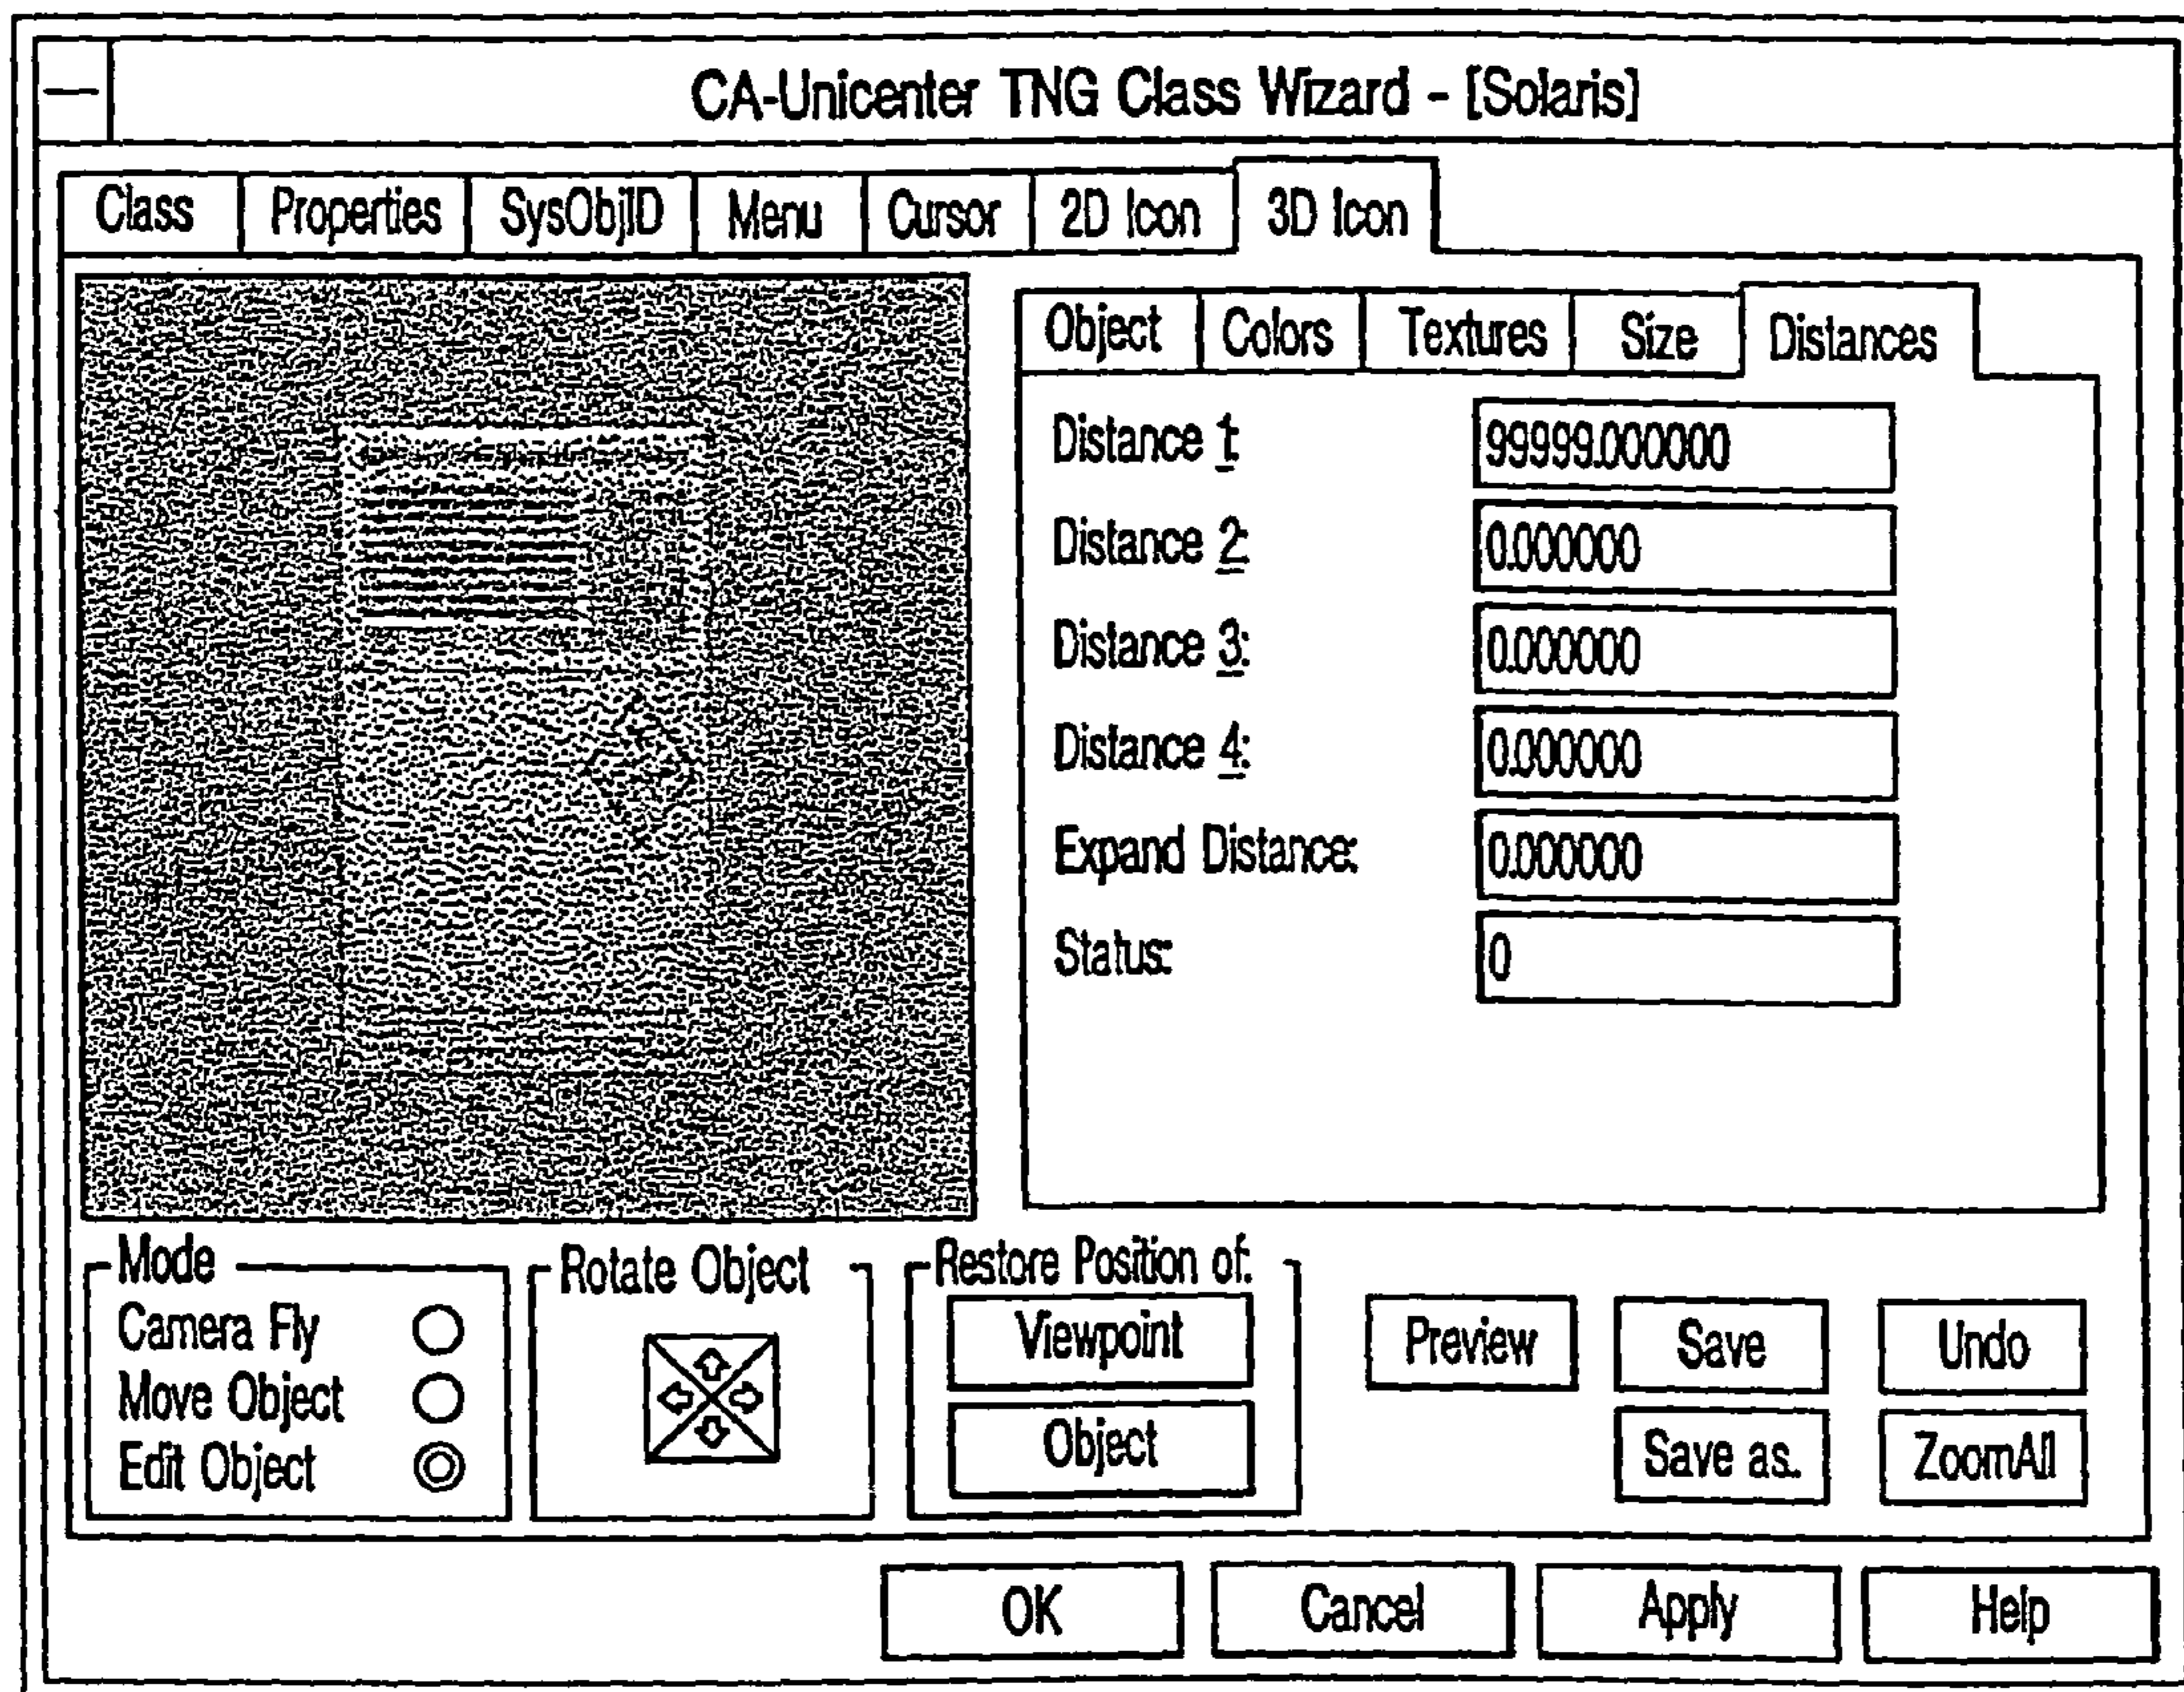 CA-Unicenter TNG Class Wizard - [Solaris]
Class Properties SysObjID Menu Cursor 2D Icon 3D Icon
Object Colors Textures Size Distances
Distance 1: 99999.000000
Distance 2: 0.000000
Distance 3: 0.000000
Distance 4: 0.000000
Expand Distance: 0.000000
Status: 0
Mode
Camera Fly
Move Object
Edit Object
Rotate Object
Restore Position of:
Viewpoint
Object
Preview Save Undo
Save as.. ZoomAll
OK Cancel Apply Help